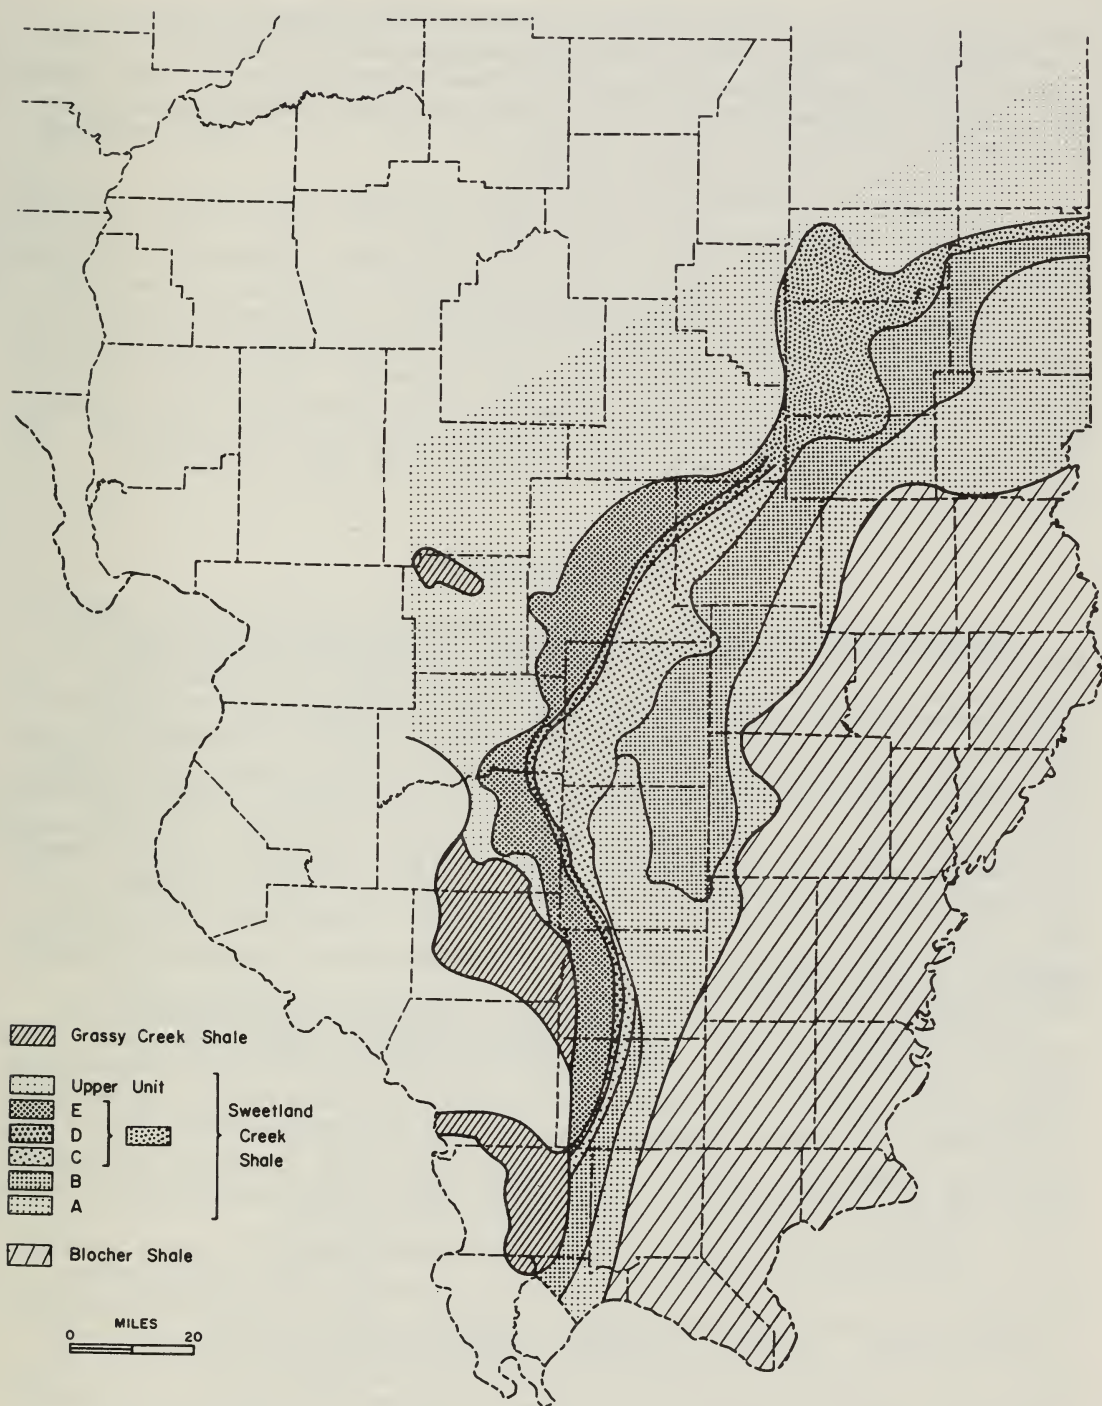 Grassy Creek Shale
Upper Unit
E
D
C
B
A
Sweetland
Creek
Shale
Blocher Shale
MILES
0 20